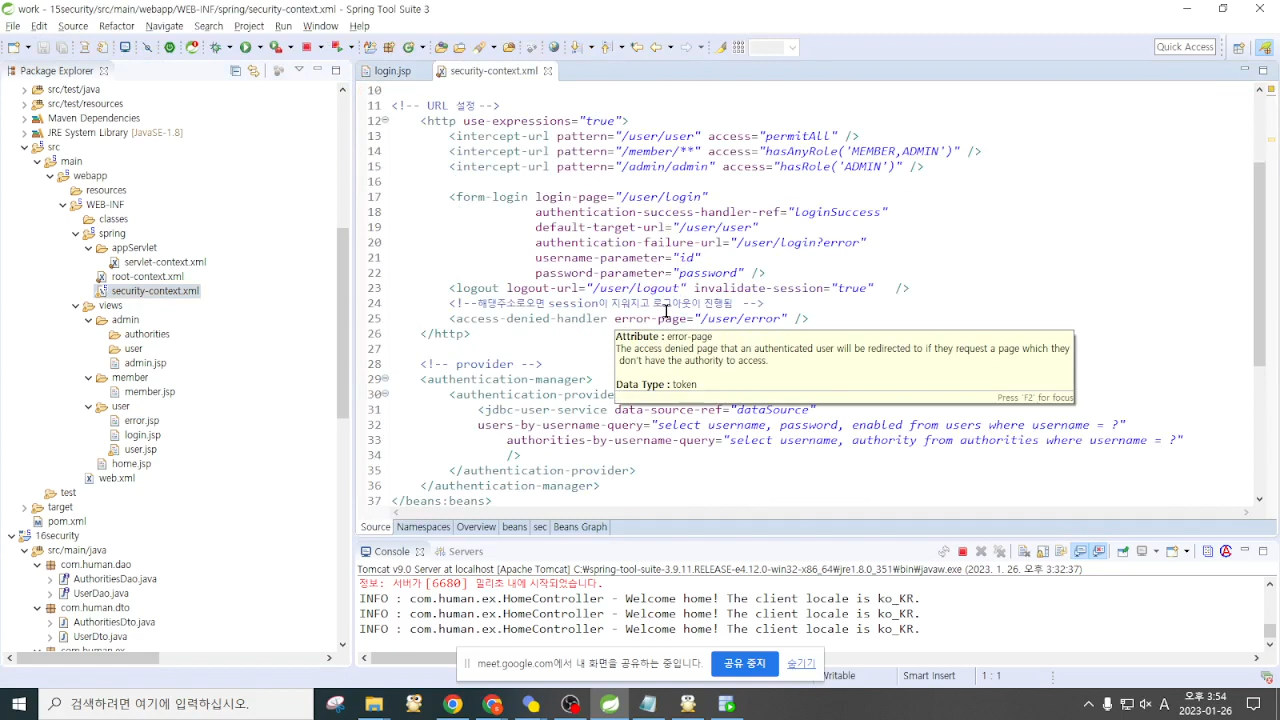 work - 15security/src/main/webapp/WEB-INF/spring/security-context.xml - Spring Tool Suite 3
File Edit Source Refactor Navigate Search Project Run Window Help
Quick Access
Package Explorer
src/test/java
src/test/resources
Maven Dependencies
JRE System Library [JavaSE-1.8]
src
main
webapp
resources
WEB-INF
classes
spring
appServlet
servlet-context.xml
root-context.xml
security-context.xml
views
admin
authorities
user
admin.jsp
member
member.jsp
user
error.jsp
login.jsp
user.jsp
home.jsp
web.xml
test
target
pom.xml
16security
src/main/java
com.human.dao
AuthoritiesDao.java
UserDao.java
com.human.dto
AuthoritiesDto.java
UserDto.java
com.human.ex
login.jsp
security-context.xml
10
11 <!-- URL 설정 -->
12 <http use-expressions="true">
13 <intercept-url pattern="/user/user" access="permitAll" />
14 <intercept-url pattern="/member/**" access="hasAnyRole('MEMBER,ADMIN')" />
15 <intercept-url pattern="/admin/admin" access="hasRole('ADMIN')" />
16
17 <form-login login-page="/user/login"
18 authentication-success-handler-ref="loginSuccess"
19 default-target-url="/user/user"
20 authentication-failure-url="/user/login?error"
21 username-parameter="id"
22 password-parameter="password" />
23 <logout logout-url="/user/logout" invalidate-session="true" />
24 <!--해당주소로오면 session이 지워지고 로그아웃이 진행됨 -->
25 <access-denied-handler error-page="/user/error" />
26 </http>
27
28 <!-- provider -->
29 <authentication-manager>
30 <authentication-provide
31 <jdbc-user-service data-source-ref="dataSource"
32 users-by-username-query="select username, password, enabled from users where username = ?"
33 authorities-by-username-query="select username, authority from authorities where username = ?"
34 />
35 </authentication-provider>
36 </authentication-manager>
37 </beans:beans>
Attribute : error-page
The access denied page that an authenticated user will be redirected to if they request a page which they
don't have the authority to access.
Data Type : token
Press 'F2' for focus
Source Namespaces Overview beans sec Beans Graph
Console Servers
Tomcat v9.0 Server at localhost [Apache Tomcat] C:\spring-tool-suite-3.9.11.RELEASE-e4.12.0-win32-x86_64\jre1.8.0_351\bin\javaw.exe (2023. 1. 26. 오후 3:32:37)
정보: 서버가 [6680] 밀리초 내에 시작되었습니다.
INFO : com.human.ex.HomeController - Welcome home! The client locale is ko_KR.
INFO : com.human.ex.HomeController - Welcome home! The client locale is ko_KR.
INFO : com.human.ex.HomeController - Welcome home! The client locale is ko_KR.
meet.google.com에서 내 화면을 공유하는 중입니다. 공유 중지 숨기기
Writable Smart Insert 1 : 1
검색하려면 여기에 입력하십시오.
A
오후 3:54
2023-01-26